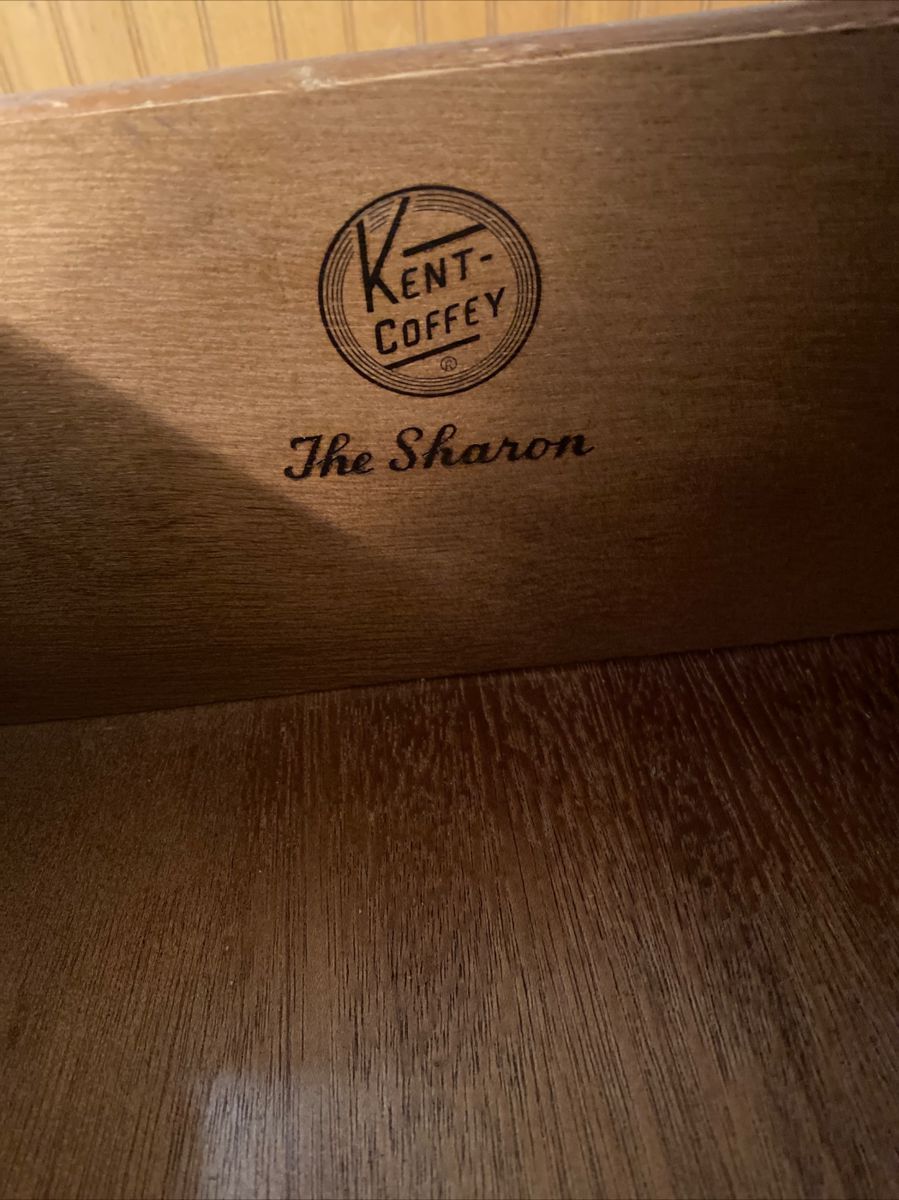 KENT-
COFFEY
®
The Sharon